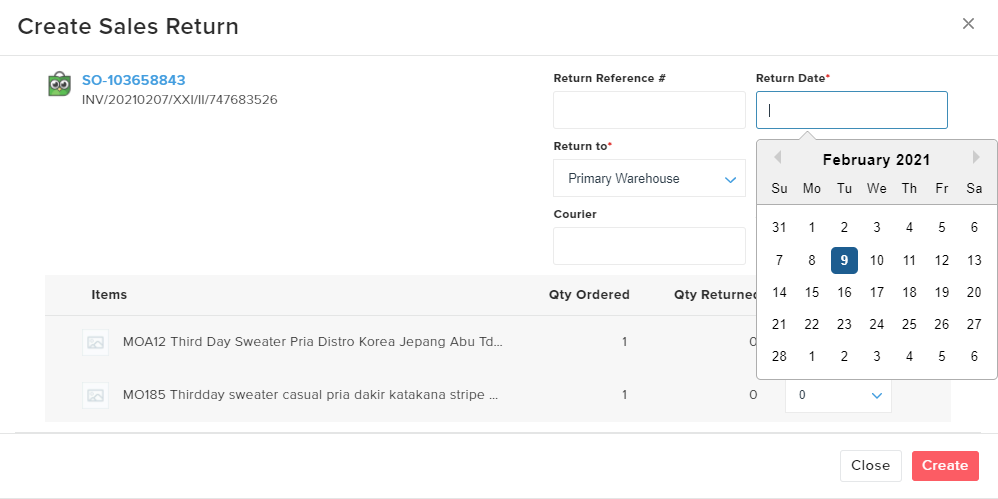 Create Sales Return
SO-103658843
INV/20210207/XXI/II/747683526
Return Reference #
Return Date*
Return to*
Primary Warehouse
Courier
February 2021
Su Mo Tu We Th Fr Sa
31 1 2 3 4 5 6
7 8 9 10 11 12 13
14 15 16 17 18 19 20
21 22 23 24 25 26 27
28 1 2 3 4 5 6
Items Qty Ordered Qty Returned
MOA12 Third Day Sweater Pria Distro Korea Jepang Abu Td... 1 0
MO185 Thirdday sweater casual pria dakir katakana stripe ... 1 0 0
Close Create